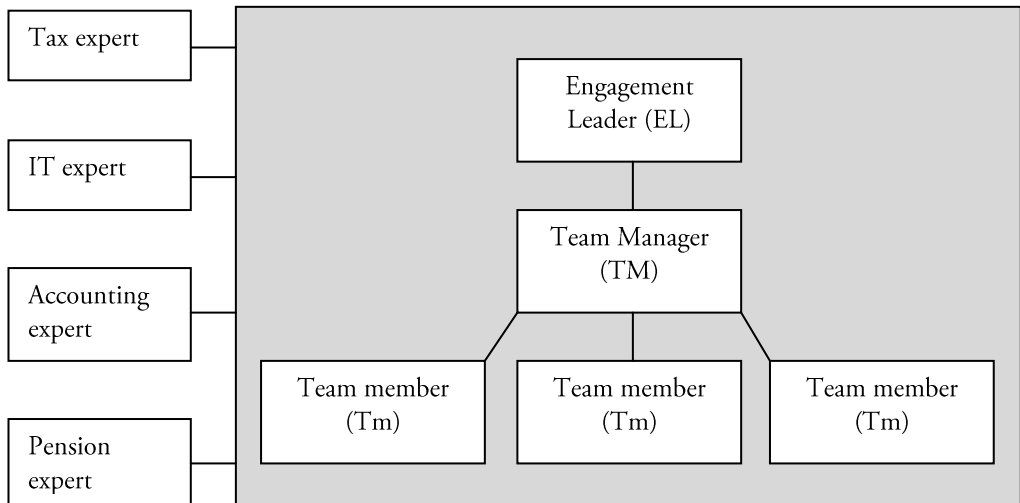 Tax expert
IT expert
Accounting
expert
Pension
expert
Engagement
Leader (EL)
Team Manager
(TM)
Team member
(Tm)
Team member
(Tm)
Team member
(Tm)